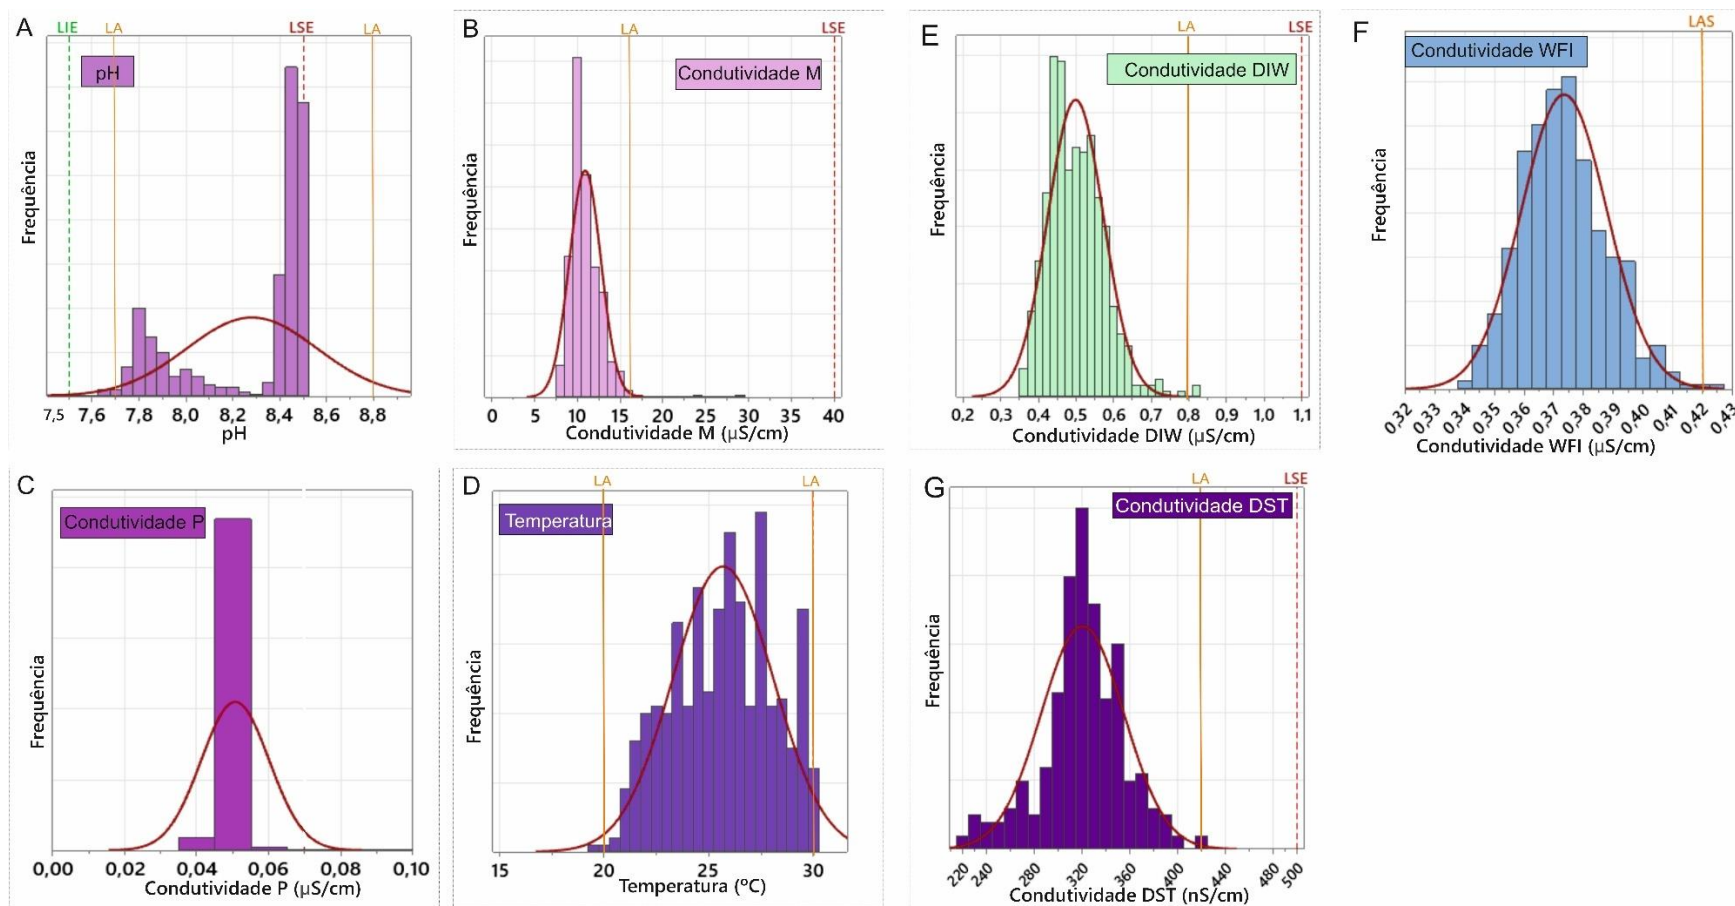 A
LIE
LA
LSE
LA
pH
Frequência
7,5 7,6 7,8 8,0 8,2 8,4 8,6 8,8
pH
B
LA
LSE
Condutividade M
Frequência
0 5 10 15 20 25 30 35 40
Condutividade M (µS/cm)
E
LA
LSE
Condutividade DIW
Frequência
0,2 0,3 0,4 0,5 0,6 0,7 0,8 0,9 1,0 1,1
Condutividade DIW (µS/cm)
F
LAS
Condutividade WFI
Frequência
0,32 0,33 0,34 0,35 0,36 0,37 0,38 0,39 0,40 0,41 0,42 0,43
Condutividade WFI (µS/cm)
C
Condutividade P
Frequência
0,00 0,02 0,04 0,06 0,08 0,10
Condutividade P (µS/cm)
D
LA
LA
Temperatura
Frequência
15 20 25 30
Temperatura (ºC)
G
LA
LSE
Condutividade DST
Frequência
220 240 280 320 360 400 440 480 500
Condutividade DST (nS/cm)